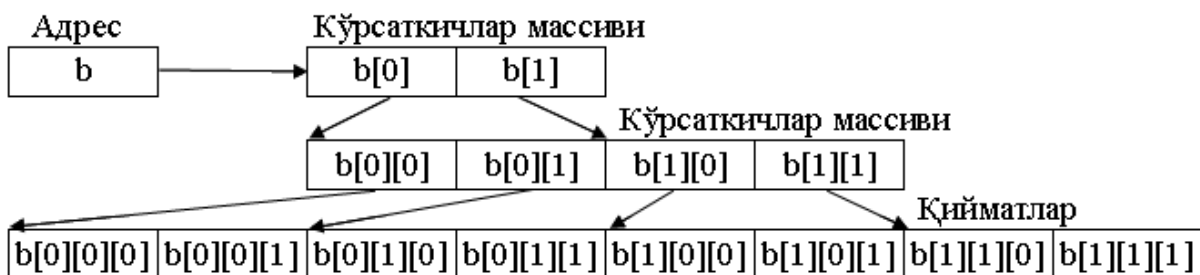 Адрес Кўрсаткичлар массиви
b b[0] b[1]
Кўрсаткичлар массиви
b[0][0] b[0][1] b[1][0] b[1][1]
Қийматлар
b[0][0][0] b[0][0][1] b[0][1][0] b[0][1][1] b[1][0][0] b[1][0][1] b[1][1][0] b[1][1][1]